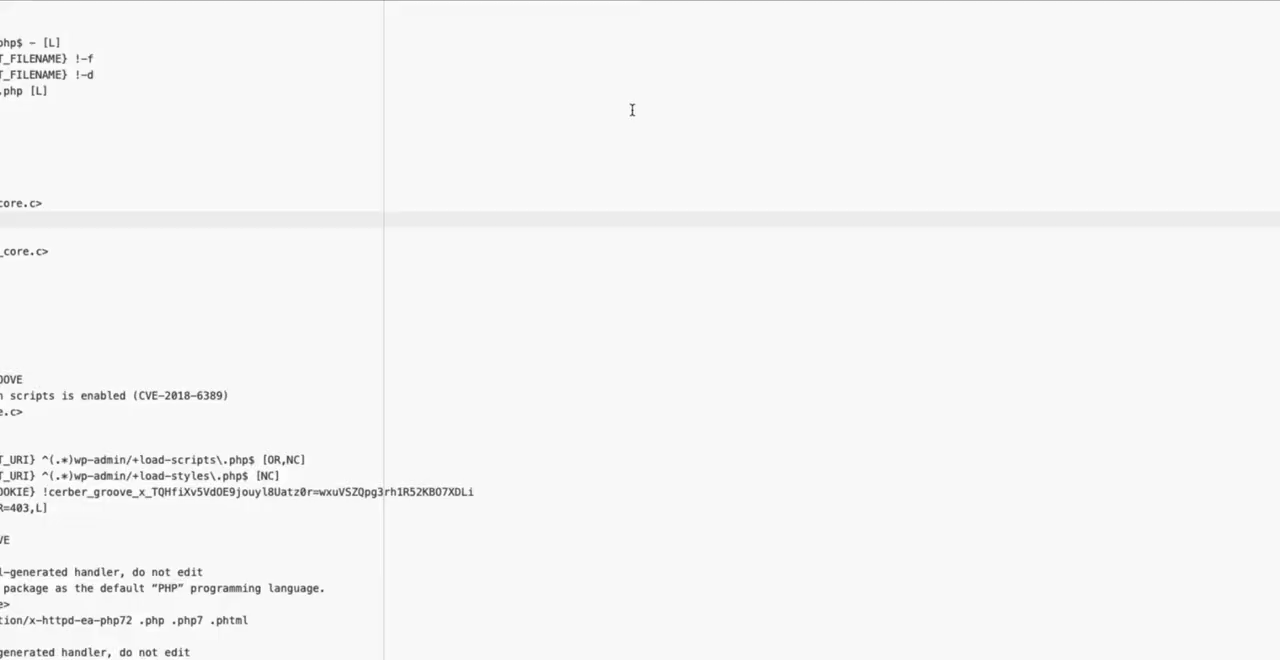 php$ - [L]
T_FILENAME} !-f
T_FILENAME} !-d
.php [L]
core.c>
_core.c>
OOVE
n scripts is enabled (CVE-2018-6389)
e.c>
T_URI} ^(.*)wp-admin/+load-scripts\.php$ [OR,NC]
T_URI} ^(.*)wp-admin/+load-styles\.php$ [NC]
OOKIE} !cerber_groove_x_TQHfiXv5VdOE9jouyl8Uatz0r=wxuVSZQpg3rh1R52KBO7XDLi
R=403,L]
VE
l-generated handler, do not edit
package as the default “PHP” programming language.
e>
tion/x-httpd-ea-php72 .php .php7 .phtml
generated handler, do not edit